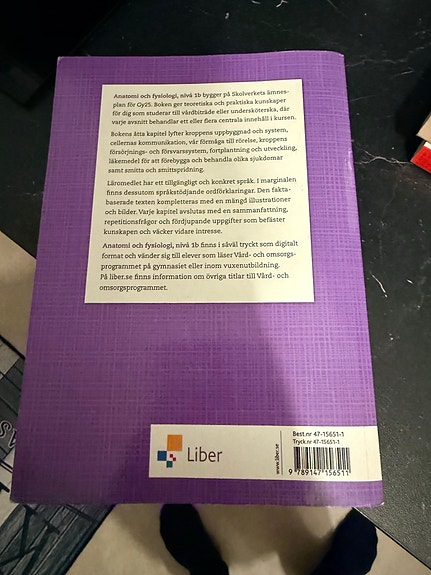 Anatomi och fysiologi, nivå 1b bygger på Skolverkets ämnes-
plan för Gy25. Boken ger teoretiska och praktiska kunskaper
för dig som studerar till vårdbiträde eller undersköterska, där
varje avsnitt behandlar ett eller flera centrala innehåll i kursen.
Bokens åtta kapitel lyfter kroppens uppbyggnad och system,
cellernas kommunikation, vår förmåga till rörelse, kroppens
försörjnings- och försvarssystem, fortplantning och utveckling,
läkemedel för att förebygga och behandla olika sjukdomar
samt smitta och smittspridning.
Läromedlet har ett tillgängligt och konkret språk. I marginalen
finns dessutom språkstödjande ordförklaringar. Den fakta-
baserade texten kompletteras med en mängd illustrationer
och bilder. Varje kapitel avslutas med en sammanfattning,
repetitionsfrågor och fördjupande uppgifter som befäster
kunskapen och väcker vidare intresse.
Anatomi och fysiologi, nivå 1b finns i såväl tryckt som digitalt
format och vänder sig till elever som läser Vård- och omsorgs-
programmet på gymnasiet eller inom vuxenutbildning.
På liber.se finns information om övriga titlar till Vård- och
omsorgsprogrammet.
Liber
www.liber.se
Best.nr 47-15651-1
Tryck.nr 47-15651-1
9 789147 156511